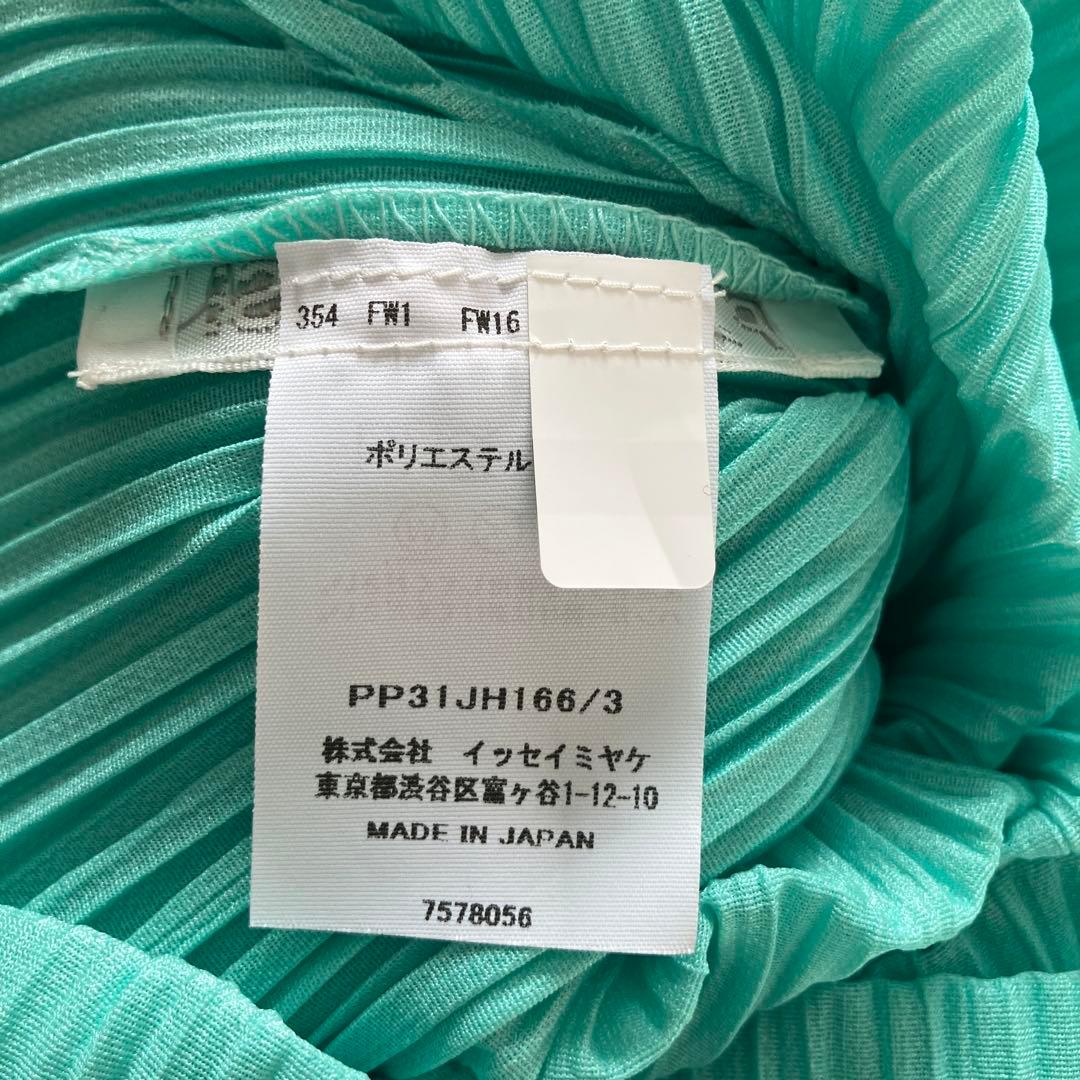 354 FW1 FW16
ポリエステル
PP31JH166/3
株式会社 イッセイミヤケ
東京都渋谷区富ヶ谷1-12-10
MADE IN JAPAN
7578056